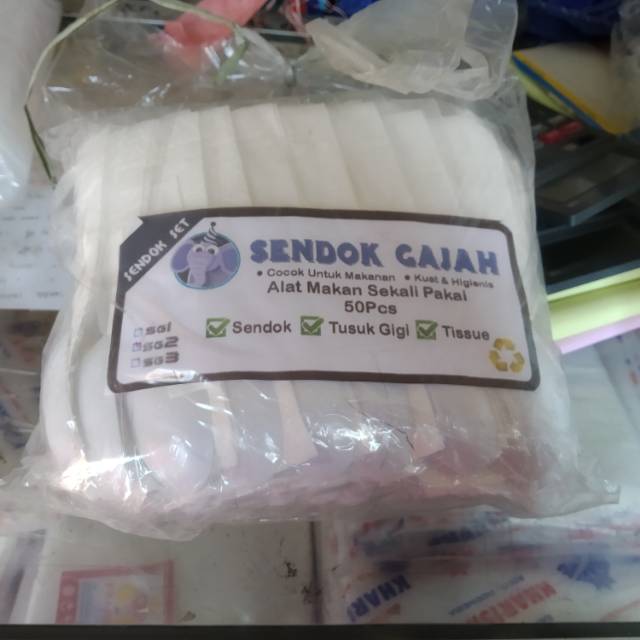 SENDOK SET
SENDOK GAJAH
• Cocok Untuk Makanan • Kuat & Higienis
Alat Makan Sekali Pakai
50Pcs
Sendok Tusuk Gigi Tissue
SG1
SG2
SG3